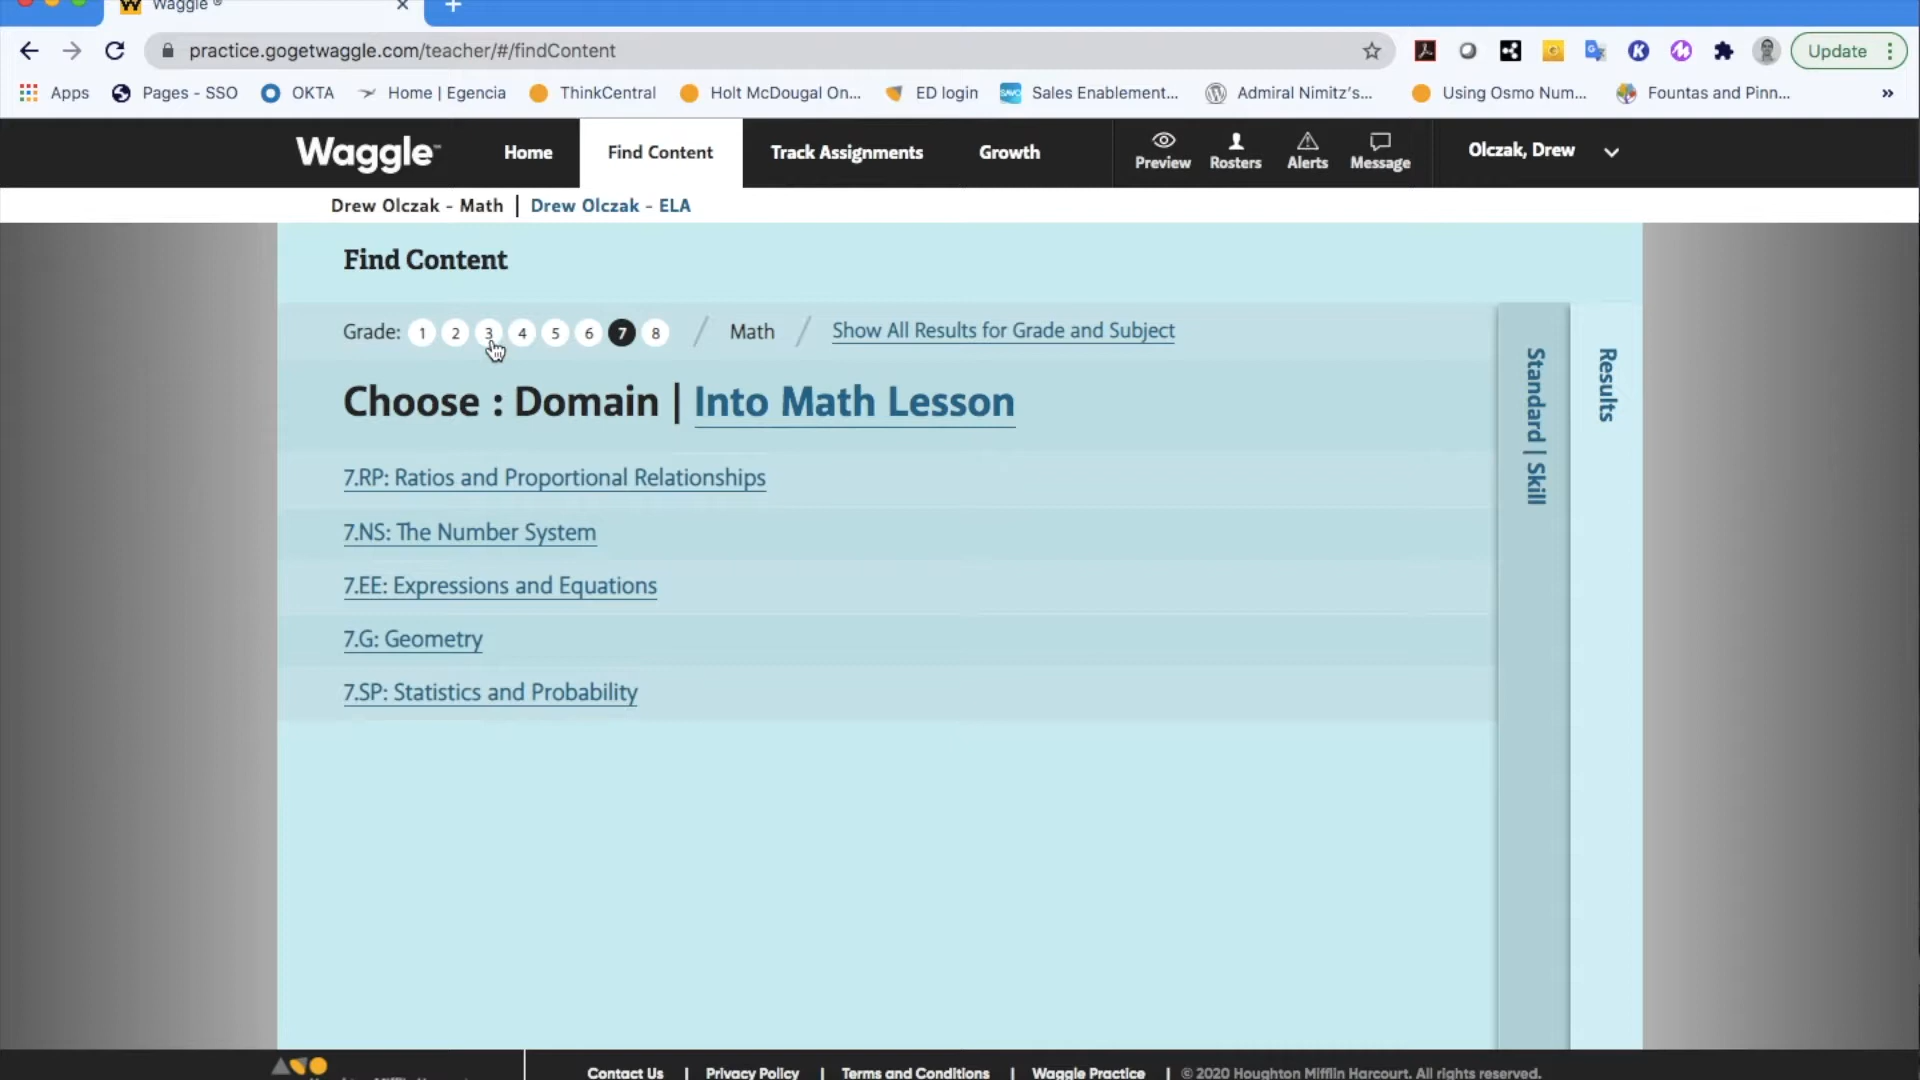 Waggle ®
practice.gogetwaggle.com/teacher/#/findContent
Update
Apps Pages - SSO OKTA Home | Egencia ThinkCentral Holt McDougal On... ED login Sales Enablement... Admiral Nimitz's... Using Osmo Num... Fountas and Pinn... »
Waggle™ Home Find Content Track Assignments Growth Preview Rosters Alerts Message Olczak, Drew
Drew Olczak - Math | Drew Olczak - ELA
Find Content
Grade: 1 2 3 4 5 6 7 8 / Math / Show All Results for Grade and Subject
Choose : Domain | Into Math Lesson
7.RP: Ratios and Proportional Relationships
7.NS: The Number System
7.EE: Expressions and Equations
7.G: Geometry
7.SP: Statistics and Probability
Standard | Skill
Results
Contact Us | Privacy Policy | Terms and Conditions | Waggle Practice | © 2020 Houghton Mifflin Harcourt. All rights reserved.